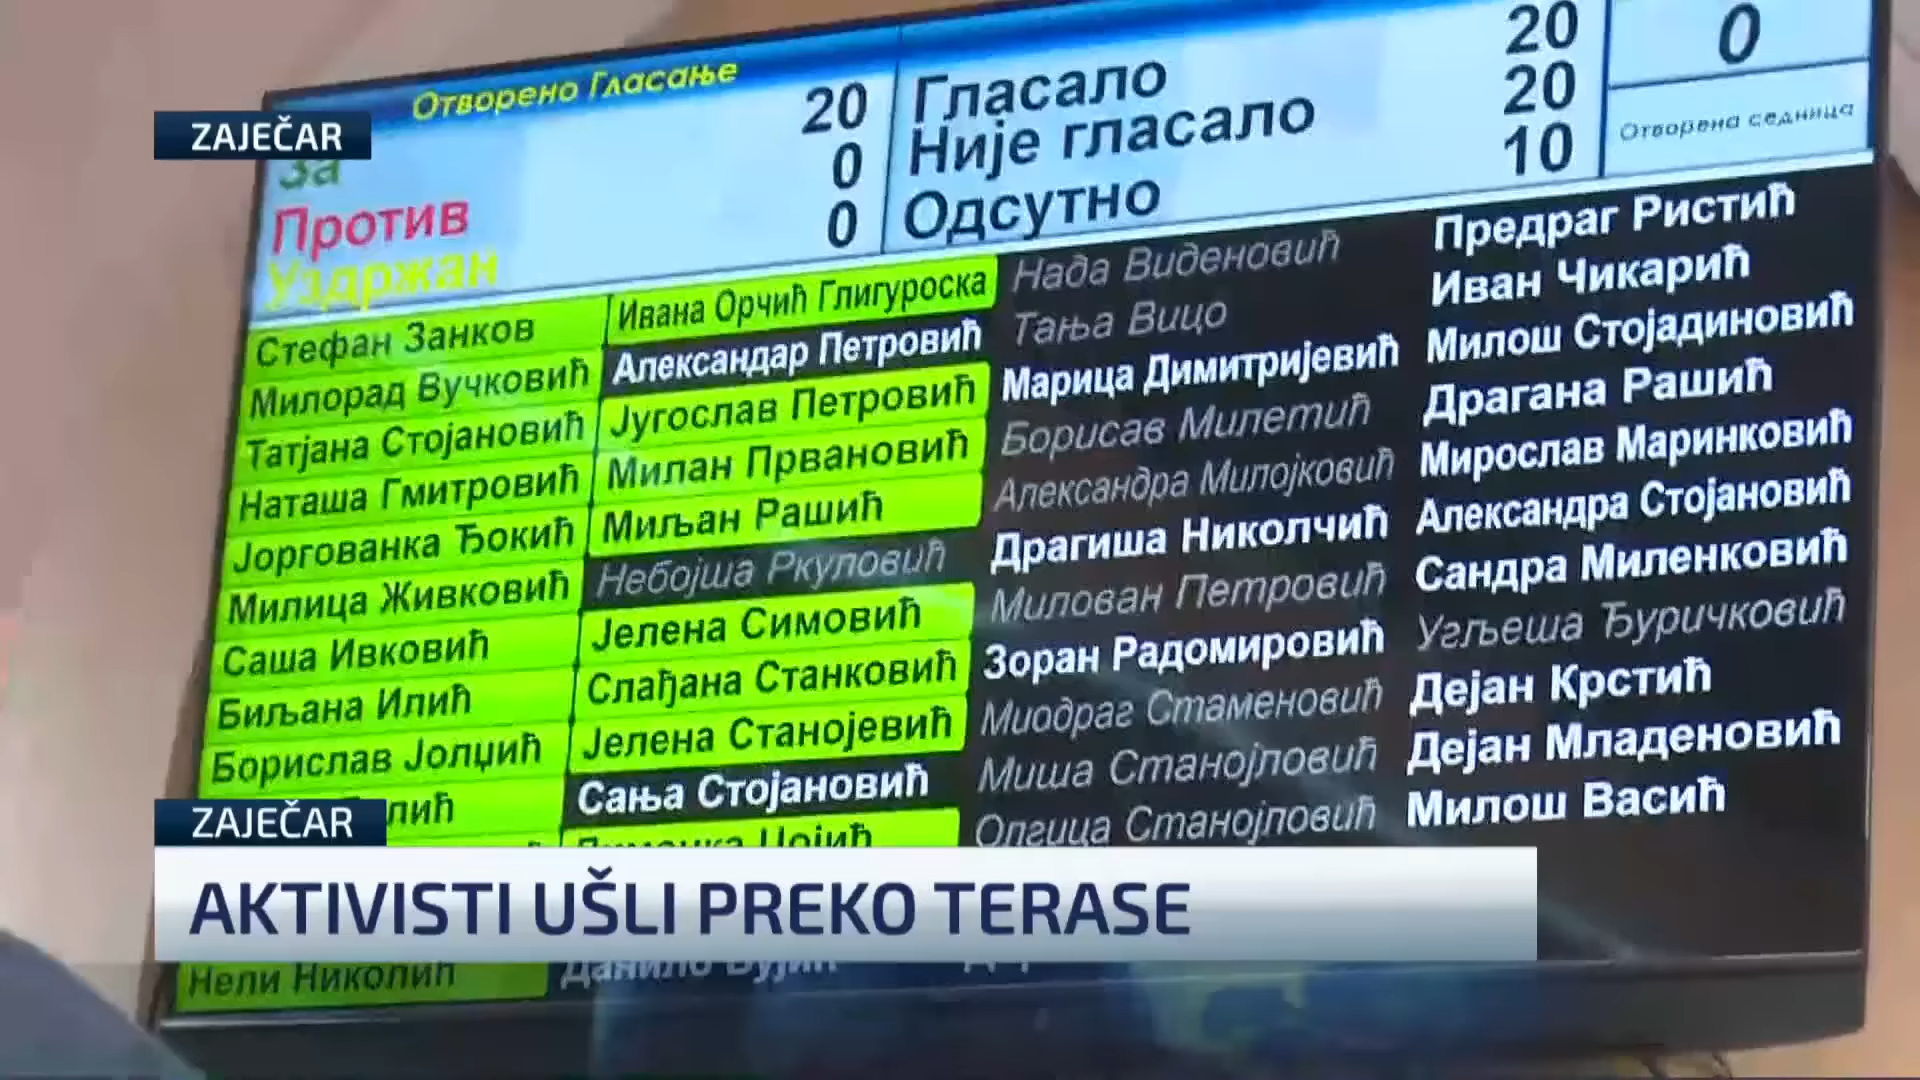 ZAJEČAR
Отворено Гласање
За 20
Против 0
Уздржан 0
Гласало 20
Није гласало 20
Одсутно 10
0
Отворена седница
Стефан Занков
Милорад Вучковић
Татјана Стојановић
Наташа Гмитровић
Јоргованка Ђокић
Милица Живковић
Саша Ивковић
Биљана Илић
Борислав Јолџић
Нели Николић
Ивана Орчић Глигуроска
Александар Петровић
Југослав Петровић
Милан Првановић
Миљан Рашић
Небојша Ркуловић
Јелена Симовић
Слађана Станковић
Јелена Станојевић
Сања Стојановић
Нада Виденовић
Тања Вицо
Марица Димитријевић
Борисав Милетић
Александра Милојковић
Драгиша Николчић
Милован Петровић
Зоран Радомировић
Миодраг Стаменовић
Миша Станојловић
Олгица Станојловић
Предраг Ристић
Иван Чикарић
Милош Стојадиновић
Драгана Рашић
Мирослав Маринковић
Александра Стојановић
Сандра Миленковић
Угљеша Ђуричковић
Дејан Крстић
Дејан Младеновић
Милош Васић
ZAJEČAR
AKTIVISTI UŠLI PREKO TERASE